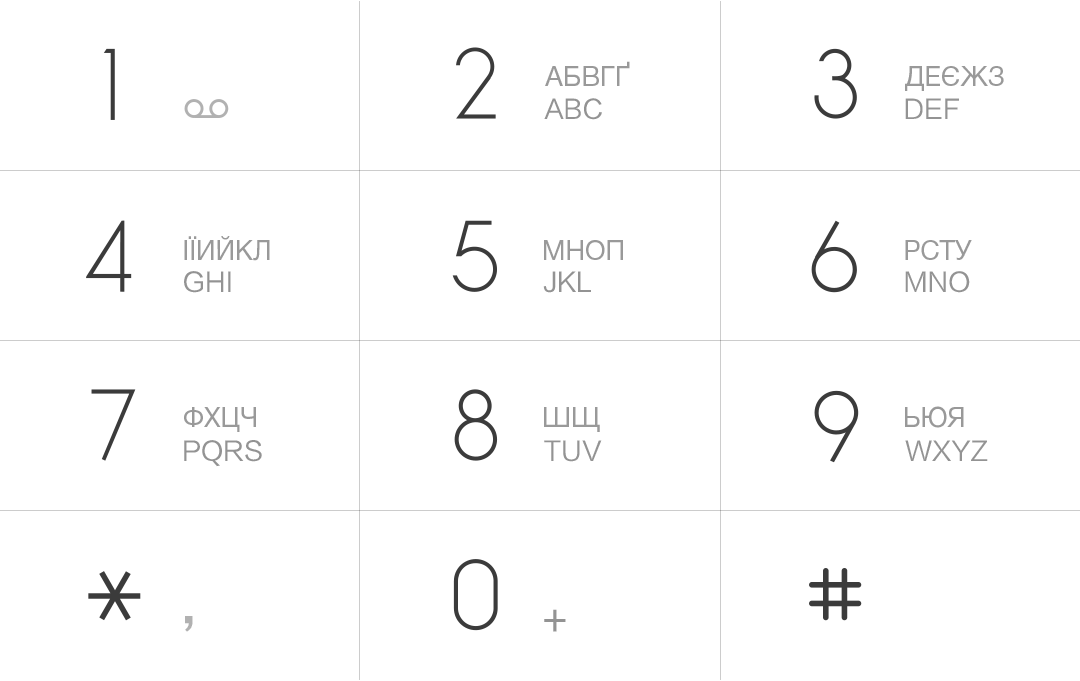 1
2 АБВГҐ
ABC
3 ДЕЄЖЗ
DEF
4 ІЇИЙКЛ
GHI
5 МНОП
JKL
6 РСТУ
MNO
7 ФХЦЧ
PQRS
8 ШЩ
TUV
9 ЬЮЯ
WXYZ
* ,
0 +
#